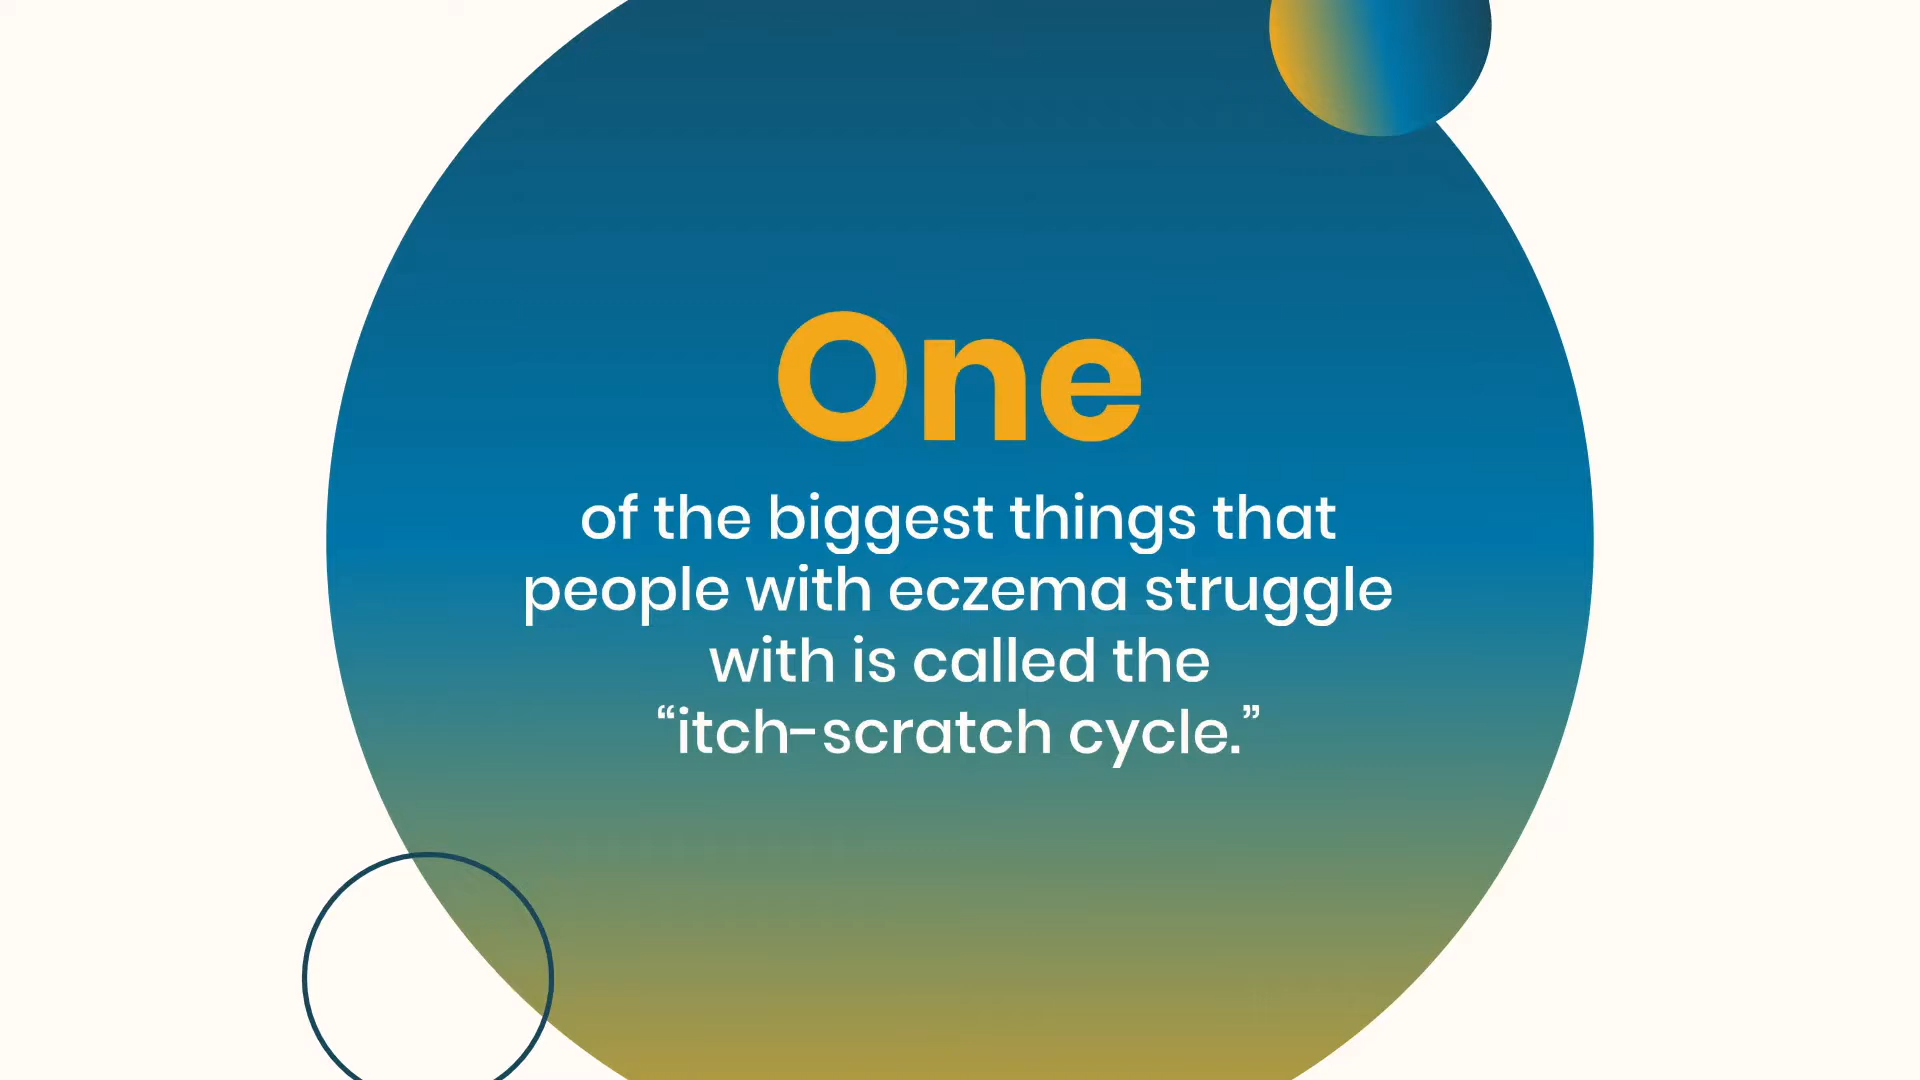 One
of the biggest things that
people with eczema struggle
with is called the
“itch-scratch cycle.”